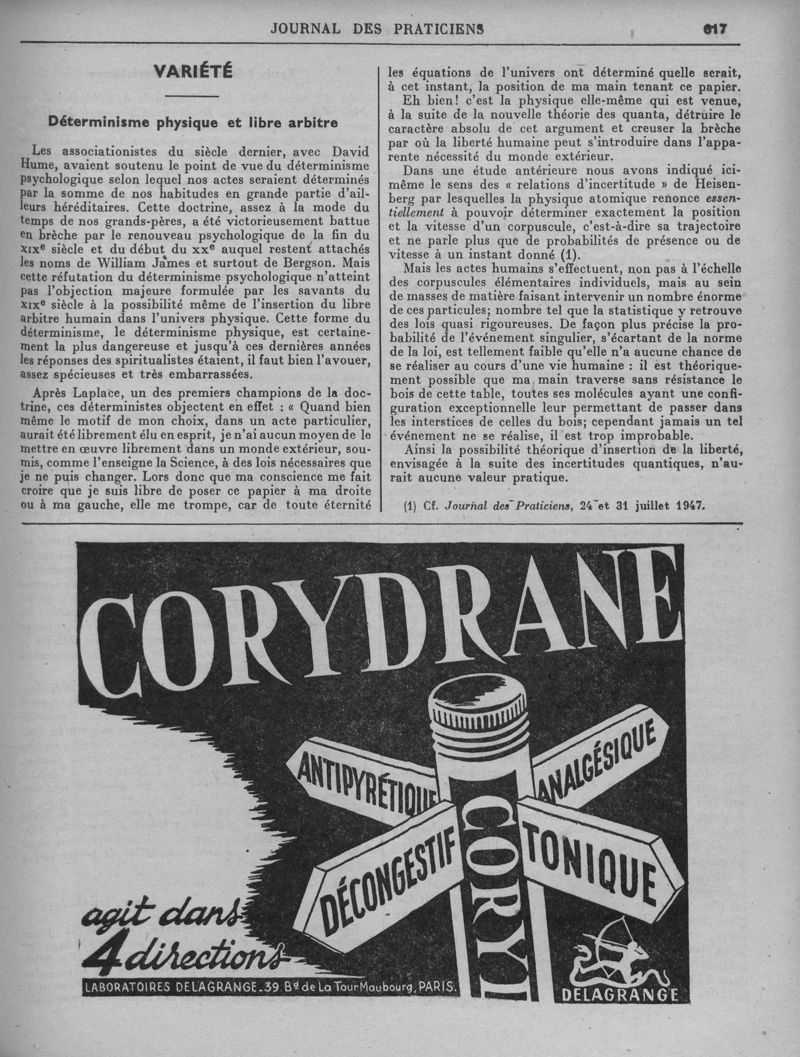 JOURNAL DES PRATICIENS 617
VARIÉTÉ
Déterminisme physique et libre arbitre
Les associationistes du siècle dernier, avec David
Hume, avaient soutenu le point de vue du déterminisme
psychologique selon lequel nos actes seraient déterminés
par la somme de nos habitudes en grande partie d'ail-
leurs héréditaires. Cette doctrine, assez à la mode du
temps de nos grands-pères, a été victorieusement battue
en brèche par le renouveau psychologique de la fin du
XIXe siècle et du début du XXe auquel restent attachés
les noms de William James et surtout de Bergson. Mais
cette réfutation du déterminisme psychologique n'atteint
pas l'objection majeure formulée par les savants du
XIXe siècle à la possibilité même de l'insertion du libre
arbitre humain dans l'univers physique. Cette forme du
déterminisme, le déterminisme physique, est certaine-
ment la plus dangereuse et jusqu'à ces dernières années
les réponses des spiritualistes étaient, il faut bien l'avouer,
assez spécieuses et très embarrassées.
Après Laplace, un des premiers champions de la doc-
trine, ces déterministes objectent en effet : « Quand bien
même le motif de mon choix, dans un acte particulier,
aurait été librement élu en esprit, je n'ai aucun moyen de le
mettre en œuvre librement dans un monde extérieur, sou-
mis, comme l'enseigne la Science, à des lois nécessaires que
je ne puis changer. Lors donc que ma conscience me fait
croire que je suis libre de poser ce papier à ma droite
ou à ma gauche, elle me trompe, car de toute éternité
les équations de l'univers ont déterminé quelle serait,
à cet instant, la position de ma main tenant ce papier.
Eh bien! c'est la physique elle-même qui est venue,
à la suite de la nouvelle théorie des quanta, détruire le
caractère absolu de cet argument et creuser la brèche
par où la liberté humaine peut s'introduire dans l'appa-
rente nécessité du monde extérieur.
Dans une étude antérieure nous avons indiqué ici-
même le sens des « relations d'incertitude » de Heisen-
berg par lesquelles la physique atomique renonce essen-
tiellement à pouvoir déterminer exactement la position
et la vitesse d'un corpuscule, c'est-à-dire sa trajectoire
et ne parle plus que de probabilités de présence ou de
vitesse à un instant donné (1).
Mais les actes humains s'effectuent, non pas à l'échelle
des corpuscules élémentaires individuels, mais au sein
de masses de matière faisant intervenir un nombre énorme
de ces particules; nombre tel que la statistique y retrouve
des lois quasi rigoureuses. De façon plus précise la pro-
babilité de l'événement singulier, s'écartant de la norme
de la loi, est tellement faible qu'elle n'a aucune chance de
se réaliser au cours d'une vie humaine : il est théorique-
ment possible que ma main traverse sans résistance le
bois de cette table, toutes ses molécules ayant une confi-
guration exceptionnelle leur permettant de passer dans
les interstices de celles du bois; cependant jamais un tel
événement ne se réalise, il est trop improbable.
Ainsi la possibilité théorique d'insertion de la liberté,
envisagée à la suite des incertitudes quantiques, n'au-
rait aucune valeur pratique.
(1) Cf. Journal des Praticiens, 24 et 31 juillet 1947.
CORYDRANE
ANTIPYRÉTIQUE
ANALGÉSIQUE
DÉCONGESTIF
TONIQUE
CORY
agit dans
4 directions
LABORATOIRES DELAGRANGE.39 Bd de La Tour Maubourg, PARIS.
DELAGRANGE